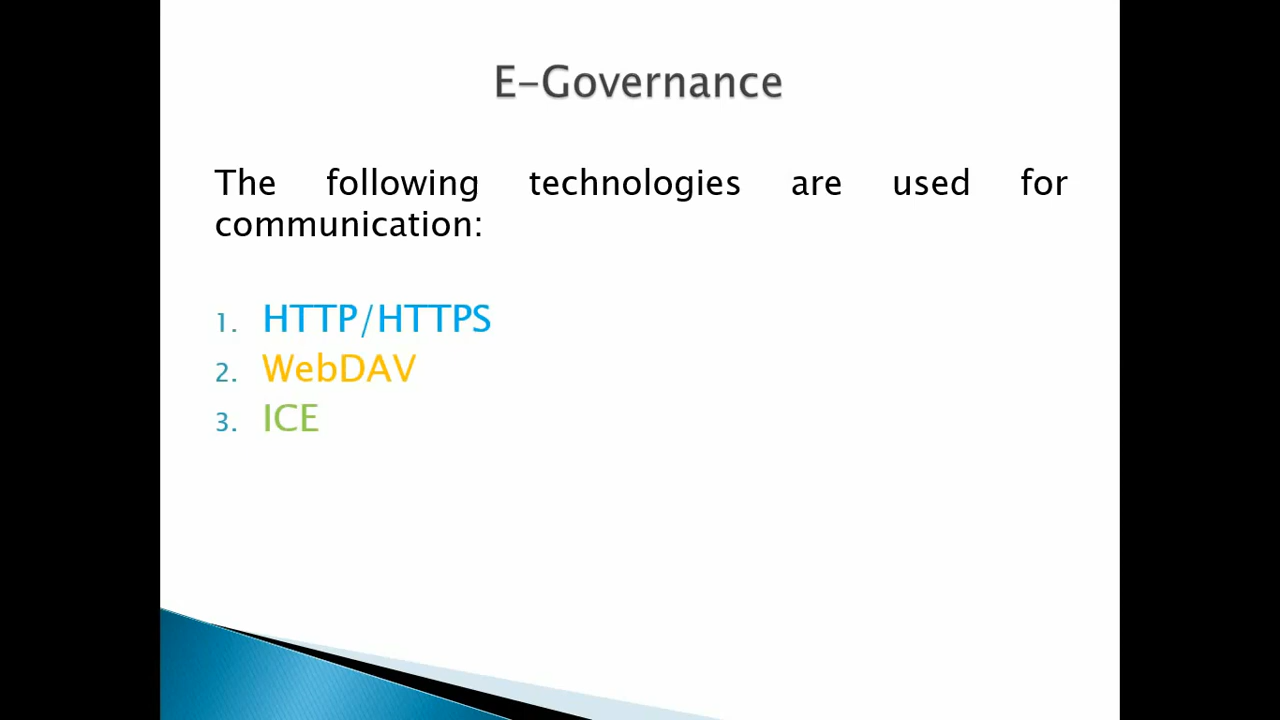 E-Governance
The following technologies are used for
communication:
1. HTTP/HTTPS
2. WebDAV
3. ICE